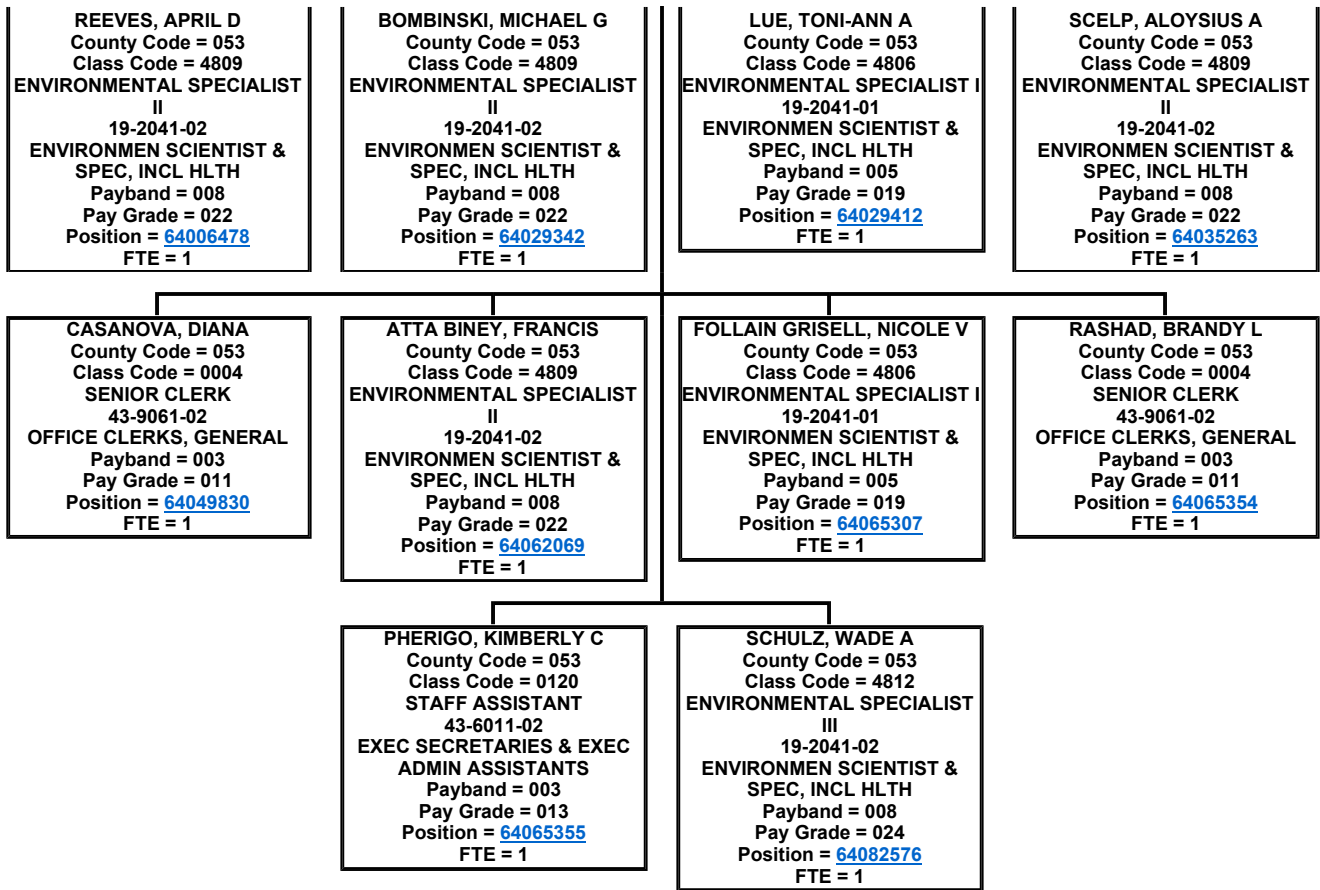 REEVES, APRIL D
County Code = 053
Class Code = 4809
ENVIRONMENTAL SPECIALIST
II
19-2041-02
ENVIRONMEN SCIENTIST &
SPEC, INCL HLTH
Payband = 008
Pay Grade = 022
Position = 64006478
FTE = 1
BOMBINSKI, MICHAEL G
County Code = 053
Class Code = 4809
ENVIRONMENTAL SPECIALIST
II
19-2041-02
ENVIRONMEN SCIENTIST &
SPEC, INCL HLTH
Payband = 008
Pay Grade = 022
Position = 64029342
FTE = 1
LUE, TONI-ANN A
County Code = 053
Class Code = 4806
ENVIRONMENTAL SPECIALIST I
19-2041-01
ENVIRONMEN SCIENTIST &
SPEC, INCL HLTH
Payband = 005
Pay Grade = 019
Position = 64029412
FTE = 1
SCELP, ALOYSIUS A
County Code = 053
Class Code = 4809
ENVIRONMENTAL SPECIALIST
II
19-2041-02
ENVIRONMEN SCIENTIST &
SPEC, INCL HLTH
Payband = 008
Pay Grade = 022
Position = 64035263
FTE = 1
CASANOVA, DIANA
County Code = 053
Class Code = 0004
SENIOR CLERK
43-9061-02
OFFICE CLERKS, GENERAL
Payband = 003
Pay Grade = 011
Position = 64049830
FTE = 1
ATTA BINEY, FRANCIS
County Code = 053
Class Code = 4809
ENVIRONMENTAL SPECIALIST
II
19-2041-02
ENVIRONMEN SCIENTIST &
SPEC, INCL HLTH
Payband = 008
Pay Grade = 022
Position = 64062069
FTE = 1
FOLLAIN GRISELL, NICOLE V
County Code = 053
Class Code = 4806
ENVIRONMENTAL SPECIALIST I
19-2041-01
ENVIRONMEN SCIENTIST &
SPEC, INCL HLTH
Payband = 005
Pay Grade = 019
Position = 64065307
FTE = 1
RASHAD, BRANDY L
County Code = 053
Class Code = 0004
SENIOR CLERK
43-9061-02
OFFICE CLERKS, GENERAL
Payband = 003
Pay Grade = 011
Position = 64065354
FTE = 1
PHERIGO, KIMBERLY C
County Code = 053
Class Code = 0120
STAFF ASSISTANT
43-6011-02
EXEC SECRETARIES & EXEC
ADMIN ASSISTANTS
Payband = 003
Pay Grade = 013
Position = 64065355
FTE = 1
SCHULZ, WADE A
County Code = 053
Class Code = 4812
ENVIRONMENTAL SPECIALIST
III
19-2041-02
ENVIRONMEN SCIENTIST &
SPEC, INCL HLTH
Payband = 008
Pay Grade = 024
Position = 64082576
FTE = 1